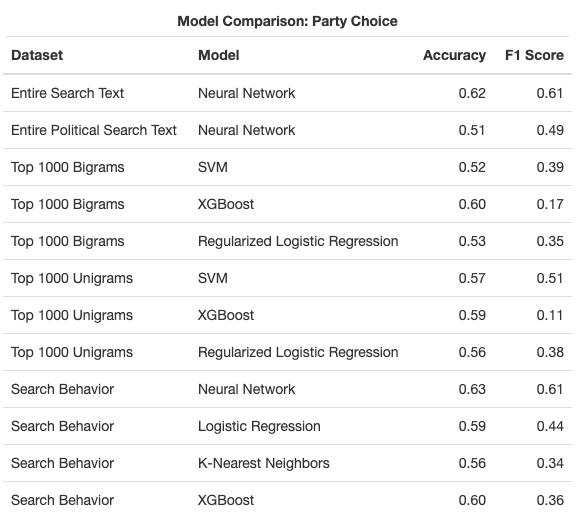 Model Comparison: Party Choice
Dataset Model Accuracy F1 Score
Entire Search Text Neural Network 0.62 0.61
Entire Political Search Text Neural Network 0.51 0.49
Top 1000 Bigrams SVM 0.52 0.39
Top 1000 Bigrams XGBoost 0.60 0.17
Top 1000 Bigrams Regularized Logistic Regression 0.53 0.35
Top 1000 Unigrams SVM 0.57 0.51
Top 1000 Unigrams XGBoost 0.59 0.11
Top 1000 Unigrams Regularized Logistic Regression 0.56 0.38
Search Behavior Neural Network 0.63 0.61
Search Behavior Logistic Regression 0.59 0.44
Search Behavior K-Nearest Neighbors 0.56 0.34
Search Behavior XGBoost 0.60 0.36